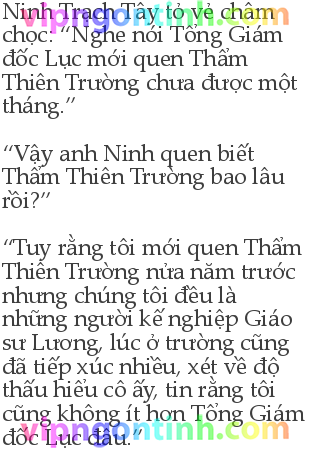 Ninh Trạch Tây tỏ vẻ châm
chọc: “Nghe nói Tổng Giám
đốc Lục mới quen Thẩm
Thiên Trường chưa được một
tháng.”
“Vậy anh Ninh quen biết
Thẩm Thiên Trường bao lâu
rồi?”
“Tuy rằng tôi mới quen Thẩm
Thiên Trường nửa năm trước
nhưng chúng tôi đều là
những người kế nghiệp Giáo
sư Lương, lúc ở trường cũng
đã tiếp xúc nhiều, xét về độ
thấu hiểu cô ấy, tin rằng tôi
cũng không ít hơn Tổng Giám
đốc Lục đâu.”
vipngontinh.com
vipngontinh.com
vipngontinh.com